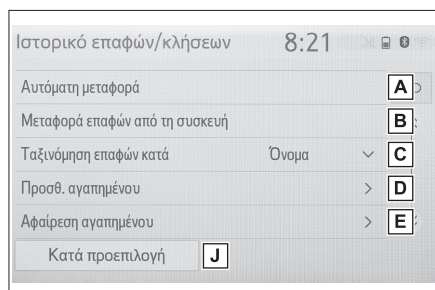 Ιστορικό επαφών/κλήσεων 8:21
Αυτόματη μεταφορά A
Μεταφορά επαφών από τη συσκευή B
Ταξινόμηση επαφών κατά Όνομα C
Προσθ. αγαπημένου D
Αφαίρεση αγαπημένου E
Κατά προεπιλογή J